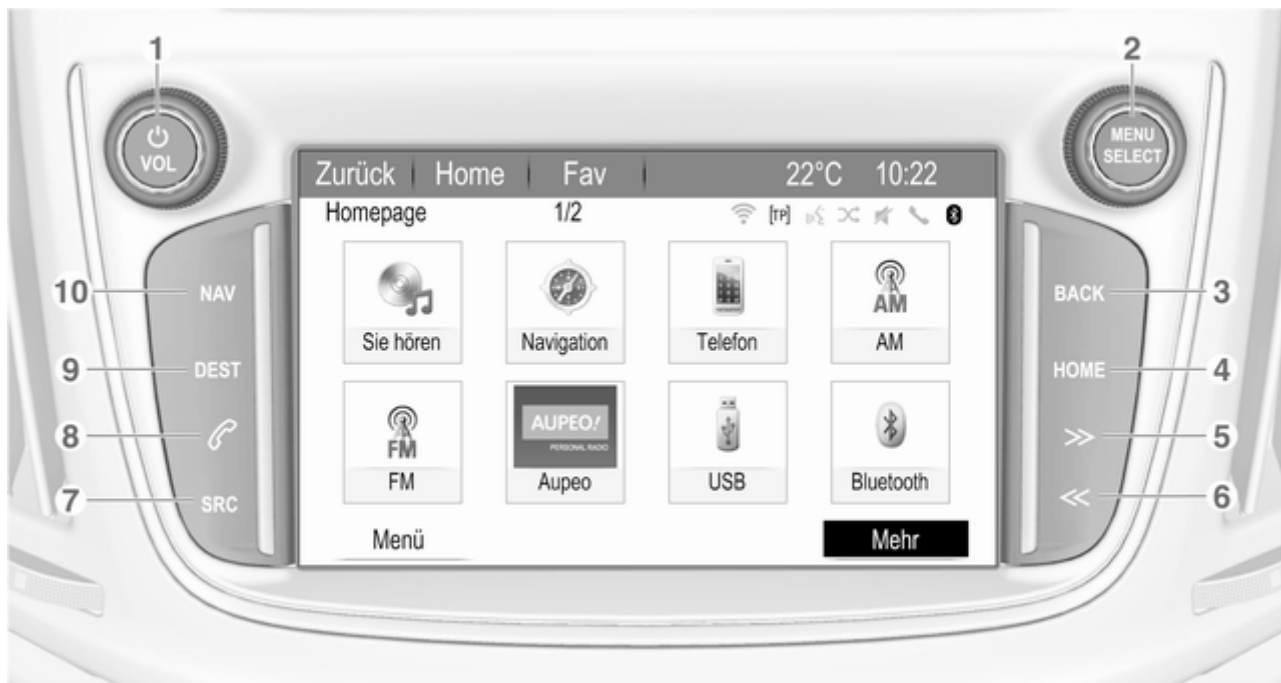 1
2
VOL
MENU
SELECT
Zurück Home Fav 22°C 10:22
Homepage 1/2 [TP]
10 NAV
BACK 3
Sie hören Navigation Telefon AM
AM
9 DEST
HOME 4
8
5
FM
AUPEO!
PERSONAL RADIO
FM Aupeo USB Bluetooth
7 SRC
6
Menü Mehr